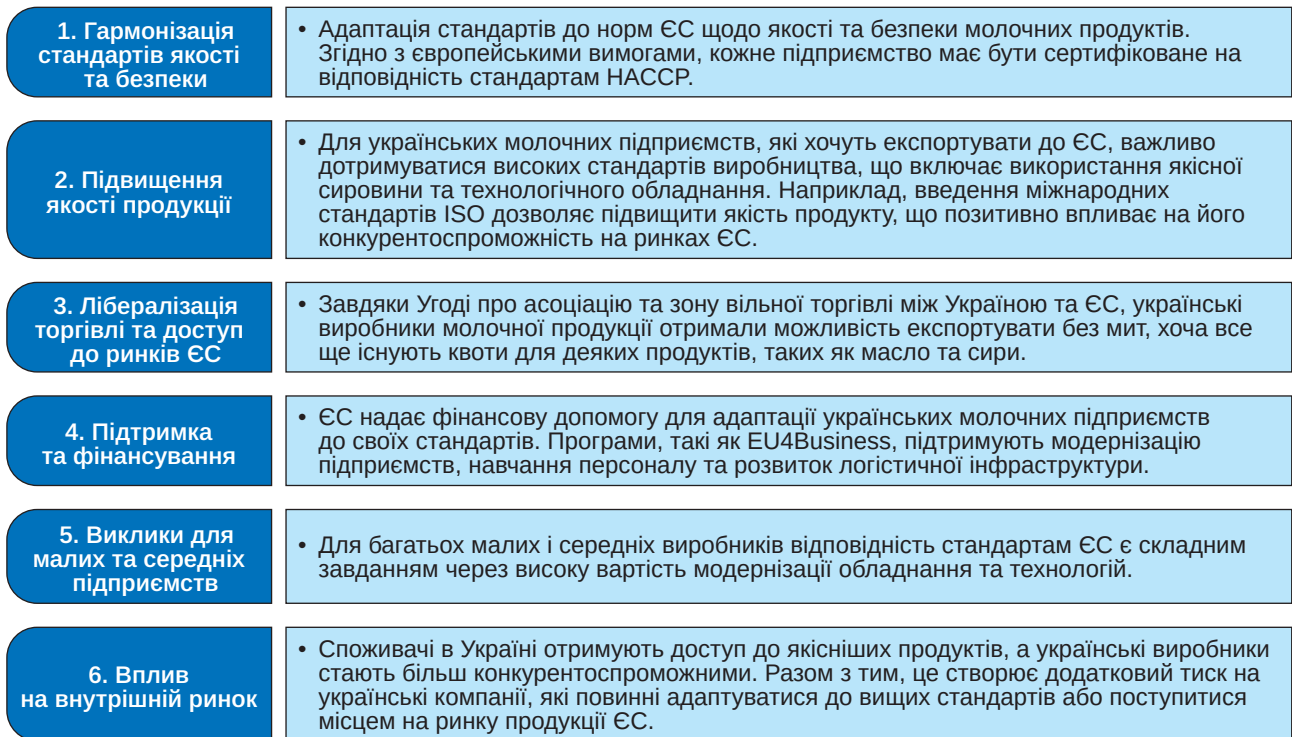 1. Гармонізація
стандартів якості
та безпеки
• Адаптація стандартів до норм ЄС щодо якості та безпеки молочних продуктів.
Згідно з європейськими вимогами, кожне підприємство має бути сертифіковане на
відповідність стандартам HACCP.
2. Підвищення
якості продукції
• Для українських молочних підприємств, які хочуть експортувати до ЄС, важливо
дотримуватися високих стандартів виробництва, що включає використання якісної
сировини та технологічного обладнання. Наприклад, введення міжнародних
стандартів ISO дозволяє підвищити якість продукту, що позитивно впливає на його
конкурентоспроможність на ринках ЄС.
3. Лібералізація
торгівлі та доступ
до ринків ЄС
• Завдяки Угоді про асоціацію та зону вільної торгівлі між Україною та ЄС, українські
виробники молочної продукції отримали можливість експортувати без мит, хоча все
ще існують квоти для деяких продуктів, таких як масло та сири.
4. Підтримка
та фінансування
• ЄС надає фінансову допомогу для адаптації українських молочних підприємств
до своїх стандартів. Програми, такі як EU4Business, підтримують модернізацію
підприємств, навчання персоналу та розвиток логістичної інфраструктури.
5. Виклики для
малих та середніх
підприємств
• Для багатьох малих і середніх виробників відповідність стандартам ЄС є складним
завданням через високу вартість модернізації обладнання та технологій.
6. Вплив
на внутрішній ринок
• Споживачі в Україні отримують доступ до якісніших продуктів, а українські виробники
стають більш конкурентоспроможними. Разом з тим, це створює додатковий тиск на
українські компанії, які повинні адаптуватися до вищих стандартів або поступитися
місцем на ринку продукції ЄС.